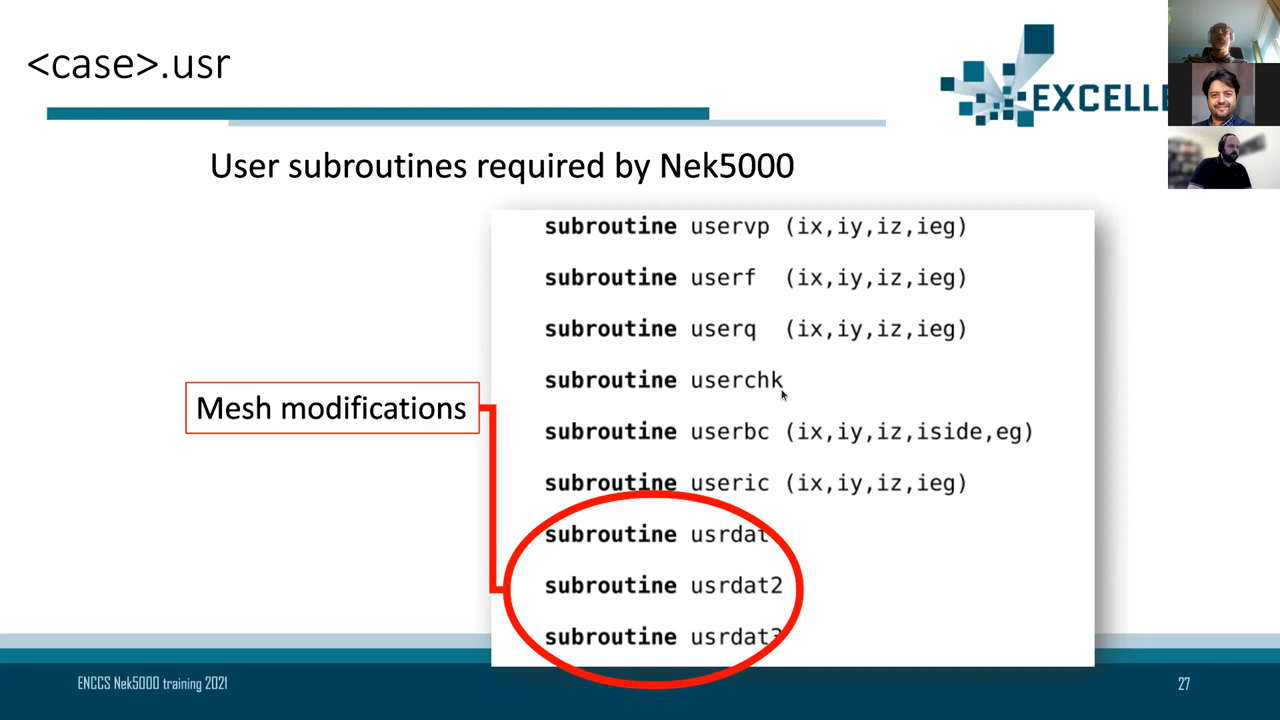 <case>.usr
EXCELLE
User subroutines required by Nek5000
subroutine uservp (ix,iy,iz,ieg)
subroutine userf (ix,iy,iz,ieg)
subroutine userq (ix,iy,iz,ieg)
subroutine userchk
Mesh modifications
subroutine userbc (ix,iy,iz,iside,eg)
subroutine useric (ix,iy,iz,ieg)
subroutine usrdat
subroutine usrdat2
subroutine usrdat3
ENCCS Nek5000 training 2021
27